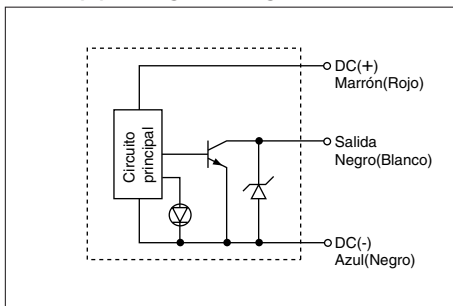 DC(+)
Marrón(Rojo)
Circuito
principal
Salida
Negro(Blanco)
DC(-)
Azul(Negro)